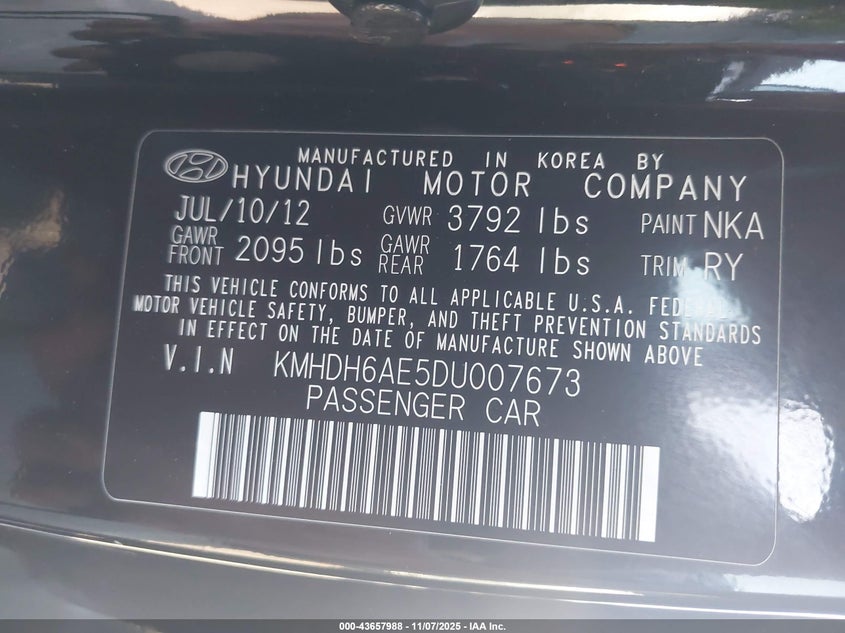 MANUFACTURED IN KOREA BY
HYUNDAI MOTOR COMPANY
JUL/10/12 GVWR 3792 lbs PAINT NKA
GAWR FRONT 2095 lbs GAWR REAR 1764 lbs TRIM RY
THIS VEHICLE CONFORMS TO ALL APPLICABLE U.S.A. FEDERAL
MOTOR VEHICLE SAFETY, BUMPER, AND THEFT PREVENTION STANDARDS
IN EFFECT ON THE DATE OF MANUFACTURE SHOWN ABOVE
V.I.N KMHDH6AE5DU007673
PASSENGER CAR
000-43657988 - 11/07/2025 - IAA Inc.